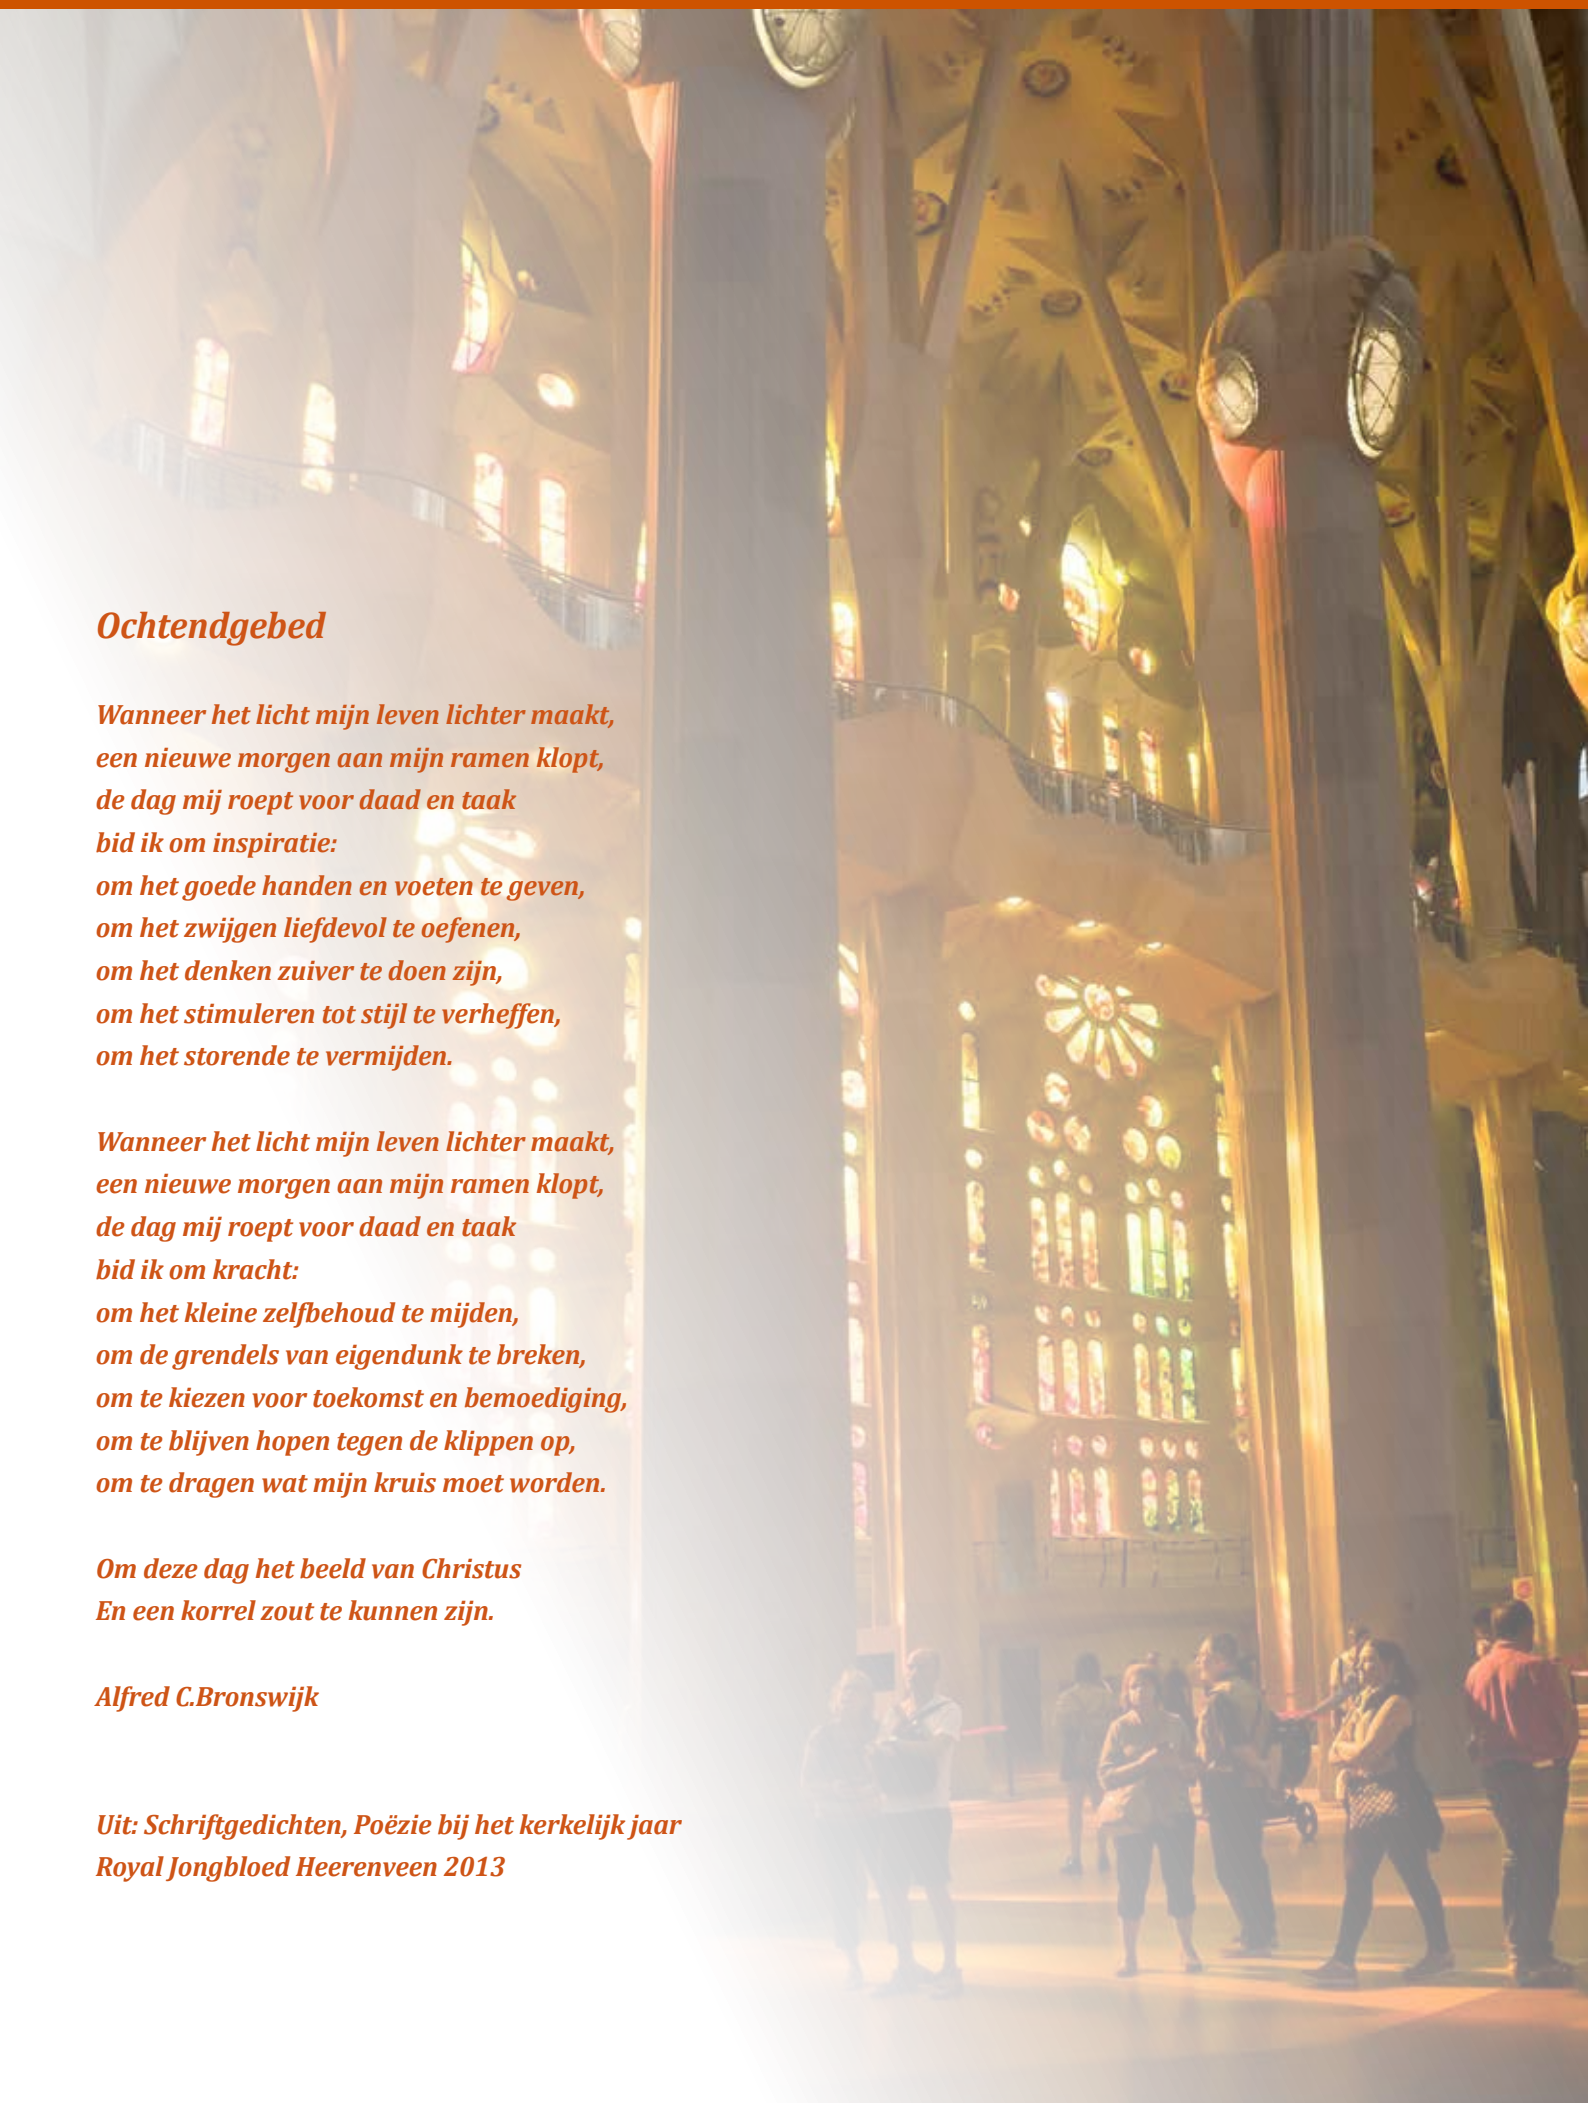 Ochtendgebed
Wanneer het licht mijn leven lichter maakt,
een nieuwe morgen aan mijn ramen klopt,
de dag mij roept voor daad en taak
bid ik om inspiratie:
om het goede handen en voeten te geven,
om het zwijgen liefdevol te oefenen,
om het denken zuiver te doen zijn,
om het stimuleren tot stijl te verheffen,
om het storende te vermijden.
Wanneer het licht mijn leven lichter maakt,
een nieuwe morgen aan mijn ramen klopt,
de dag mij roept voor daad en taak
bid ik om kracht:
om het kleine zelfbehoud te mijden,
om de grendels van eigendunk te breken,
om te kiezen voor toekomst en bemoediging,
om te blijven hopen tegen de klippen op,
om te dragen wat mijn kruis moet worden.
Om deze dag het beeld van Christus
En een korrel zout te kunnen zijn.
Alfred C.Bronswijk
Uit: Schriftgedichten, Poëzie bij het kerkelijk jaar
Royal Jongbloed Heerenveen 2013